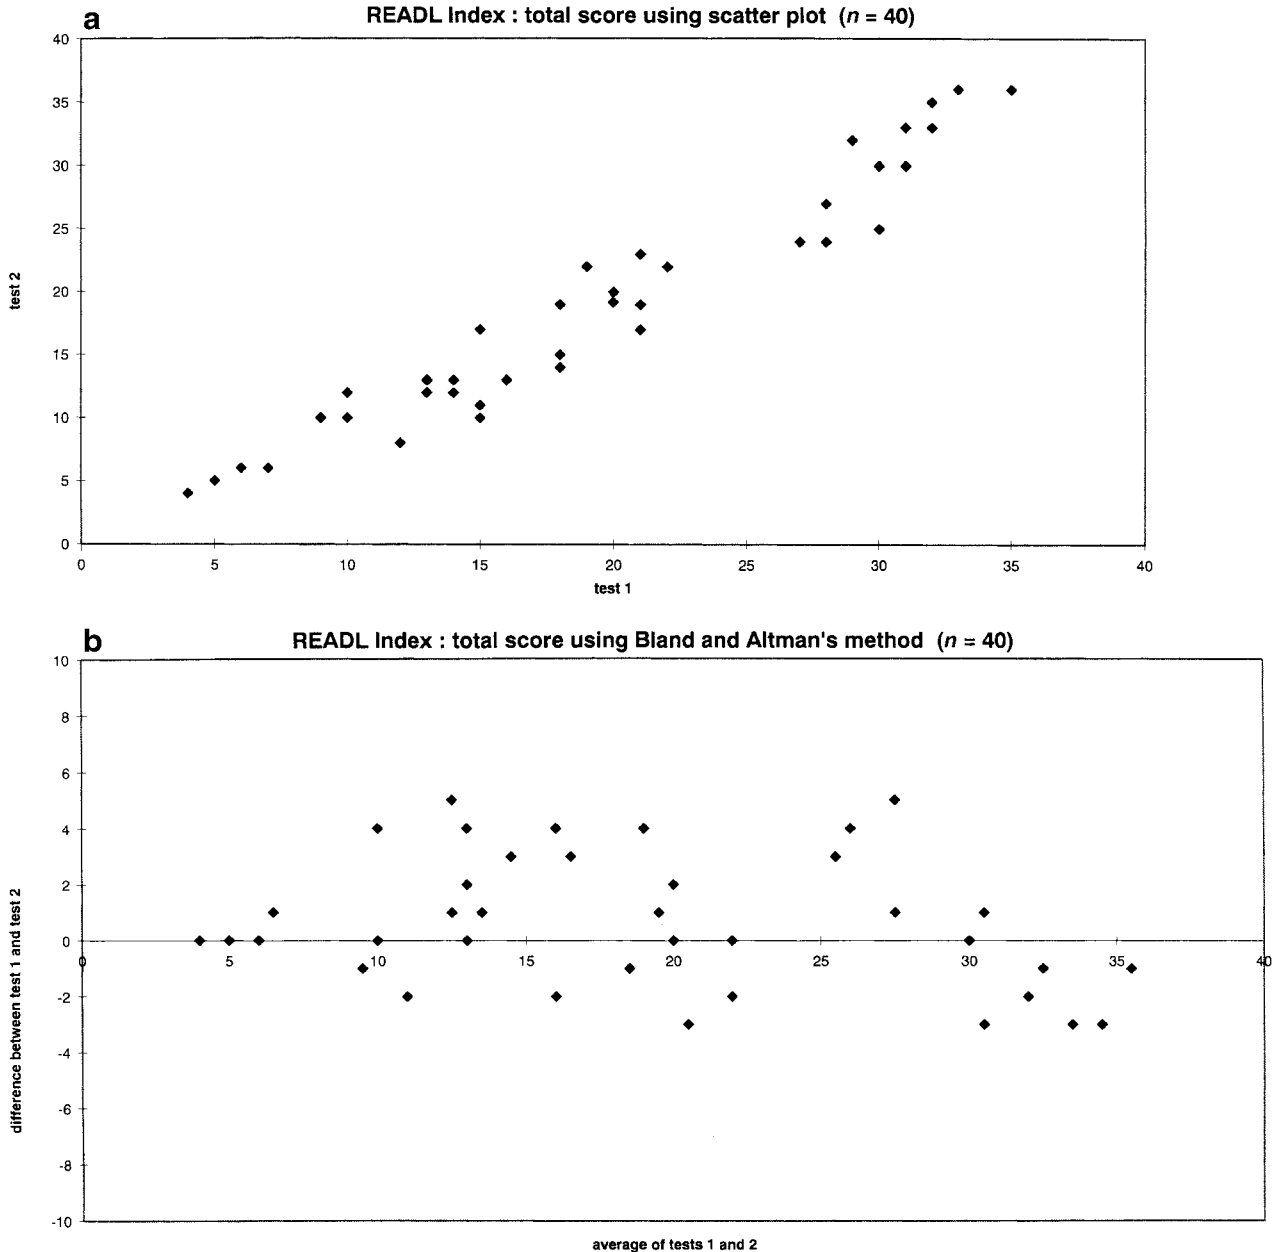 a
READL Index : total score using scatter plot (n = 40)
40
35
30
25
20
15
10
5
0
test 2
0 5 10 15 20 25 30 35 40
test 1
b
READL Index : total score using Bland and Altman's method (n = 40)
10
8
6
4
2
0
-2
-4
-6
-8
-10
difference between test 1 and test 2
0 5 10 15 20 25 30 35 40
average of tests 1 and 2